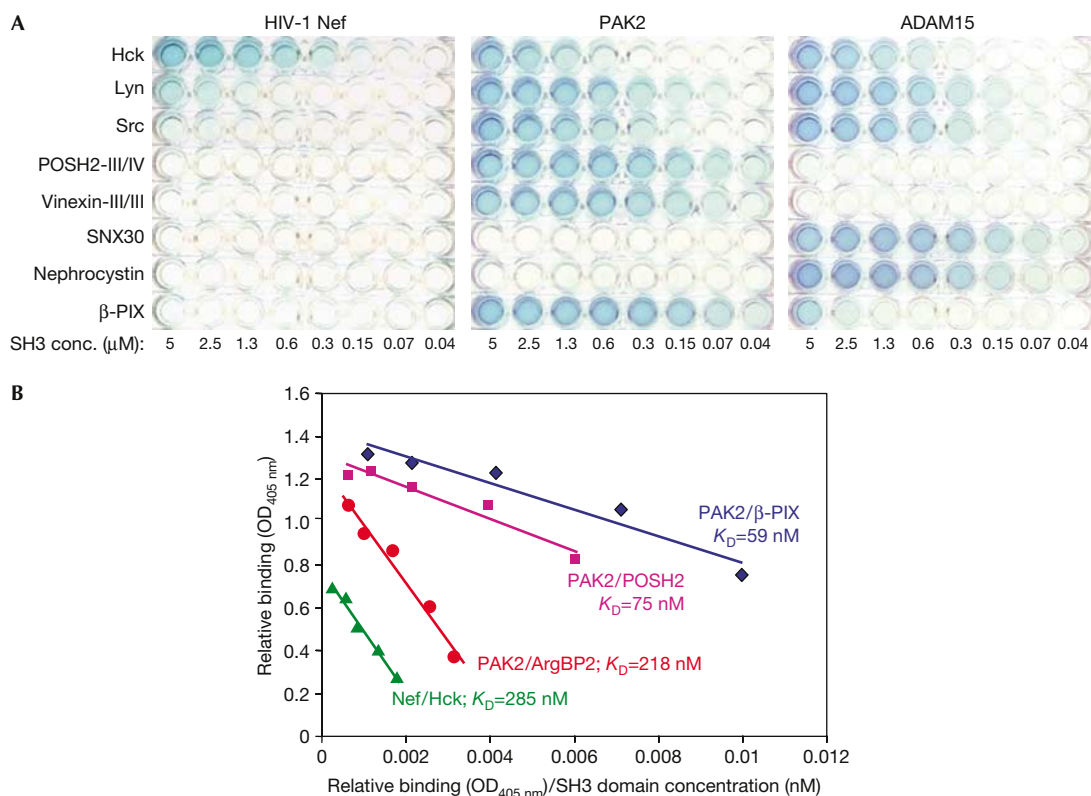 A
HIV-1 Nef PAK2 ADAM15
Hck
Lyn
Src
POSH2-III/IV
Vinexin-III/III
SNX30
Nephrocystin
β-PIX
SH3 conc. (μM): 5 2.5 1.3 0.6 0.3 0.15 0.07 0.04 5 2.5 1.3 0.6 0.3 0.15 0.07 0.04 5 2.5 1.3 0.6 0.3 0.15 0.07 0.04
B
Relative binding (OD405 nm)
1.6
1.4
1.4
1.2
1.0
0.8
0.6
0.4
0.2
0
PAK2/β-PIX
KD=59 nM
PAK2/POSH2
KD=75 nM
PAK2/ArgBP2; KD=218 nM
Nef/Hck; KD=285 nM
0 0.002 0.004 0.006 0.008 0.01 0.012
Relative binding (OD405 nm)/SH3 domain concentration (nM)